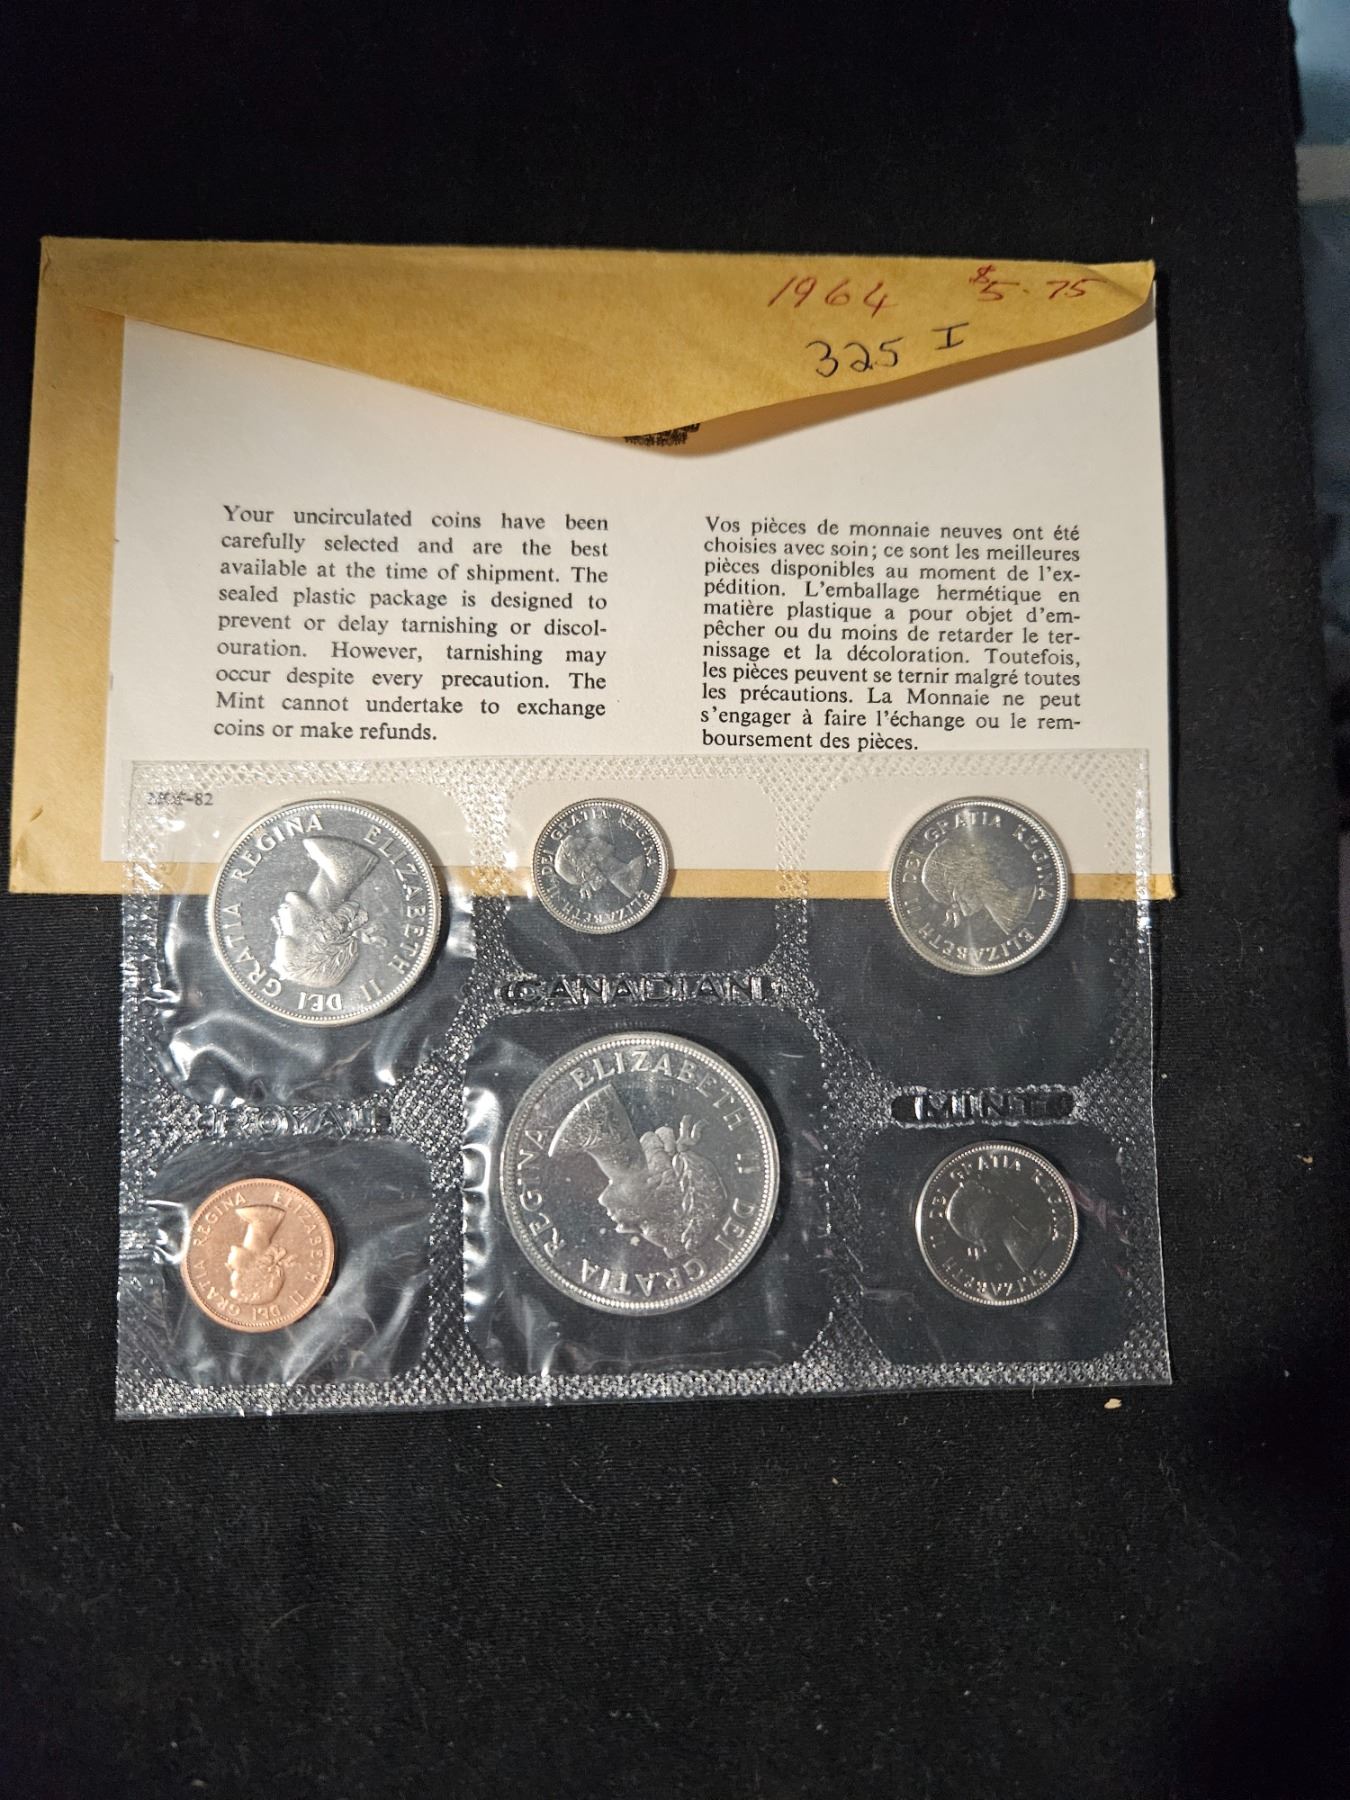 1964 $5.75
325 I
Your uncirculated coins have been
carefully selected and are the best
available at the time of shipment. The
sealed plastic package is designed to
prevent or delay tarnishing or discol-
ouration. However, tarnishing may
occur despite every precaution. The
Mint cannot undertake to exchange
coins or make refunds.
Vos pièces de monnaie neuves ont été
choisies avec soin; ce sont les meilleures
pièces disponibles au moment de l'ex-
pédition. L'emballage hermétique en
matière plastique a pour objet d'em-
pêcher ou du moins de retarder le ter-
nissage et la décoloration. Toutefois,
les pièces peuvent se ternir malgré toutes
les précautions. La Monnaie ne peut
s'engager à faire l'échange ou le rem-
boursement des pièces.
ELIZABETH II DEI GRATIA REGINA
ELIZABETH II DEI GRATIA REGINA
ELIZABETH II DEI GRATIA REGINA
ROYAL
CANADIAN
MINT
ELIZABETH II DEI GRATIA REGINA
ELIZABETH II DEI GRATIA REGINA
ELIZABETH II DEI GRATIA REGINA